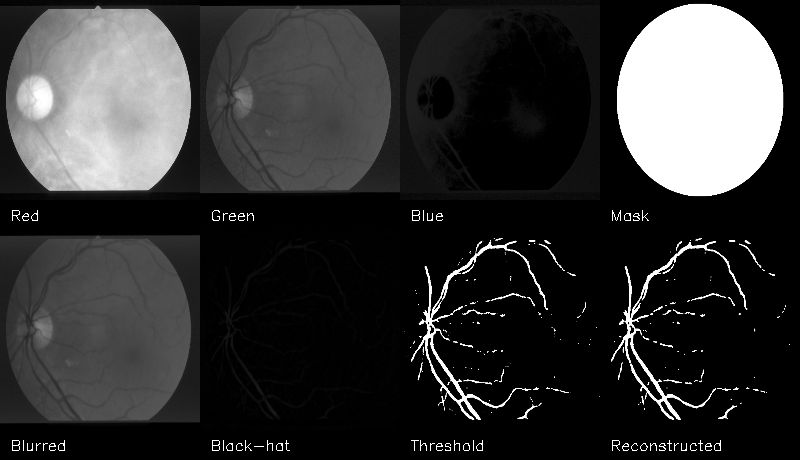 Red
Green
Blue
Mask
Blurred
Black-hat
Threshold
Reconstructed